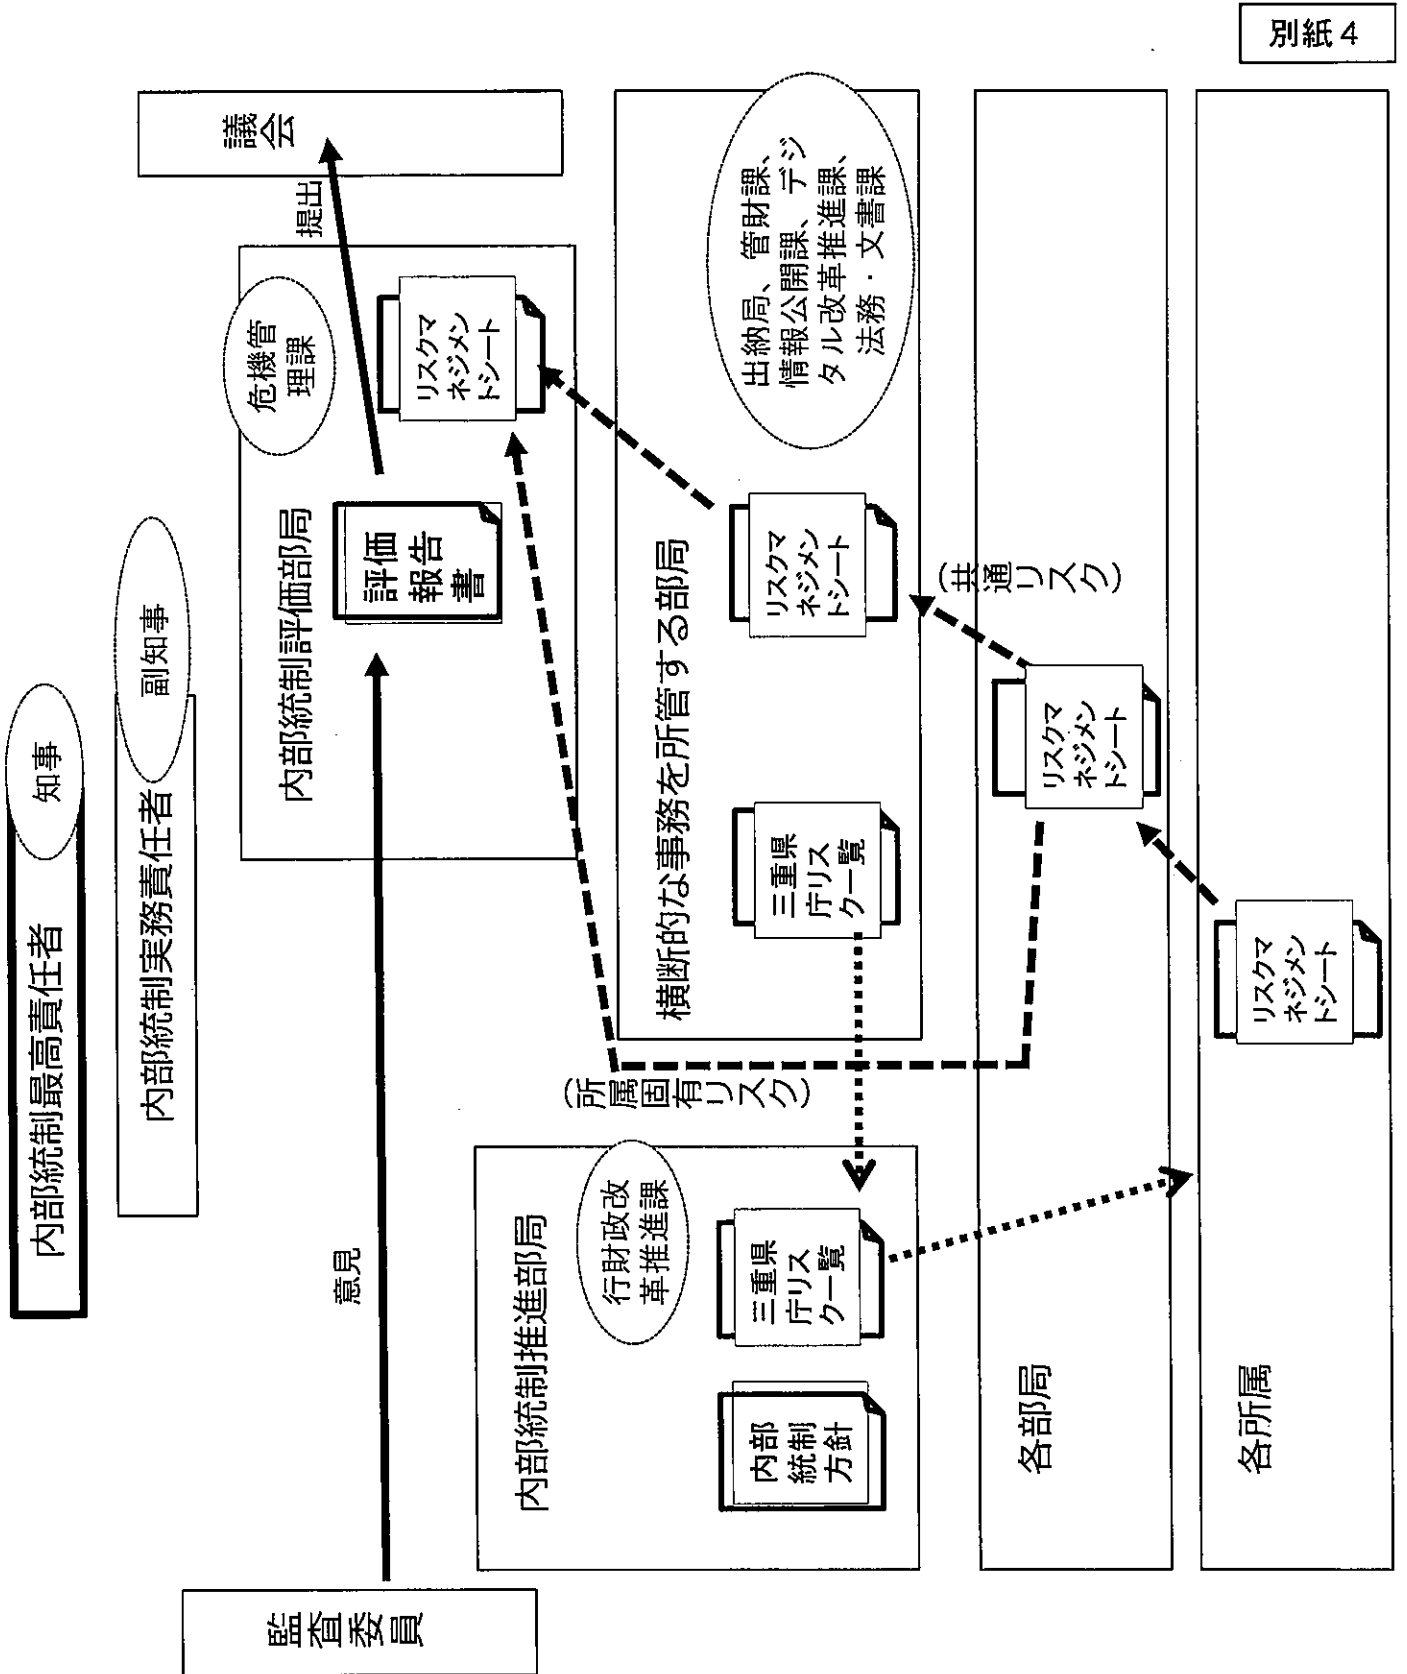 別紙4
内部統制最高責任者
知事
内部統制実務責任者
副知事
監査委員
意見
内部統制評価部局
危機管
理課
評価
報告
書
リスクマ
ネジメン
トシート
提出
議会
内部統制推進部局
行財政改
革推進課
内部
統制
方針
三重県
庁リス
ク一覧
(所属固有リスク)
横断的な事務を所管する部局
三重県
庁リス
ク一覧
リスクマ
ネジメン
トシート
出納局、管財課、
情報公開課、デジ
タル改革推進課、
法務・文書課
(共通リスク)
各部局
リスクマ
ネジメン
トシート
各所属
リスクマ
ネジメン
トシート